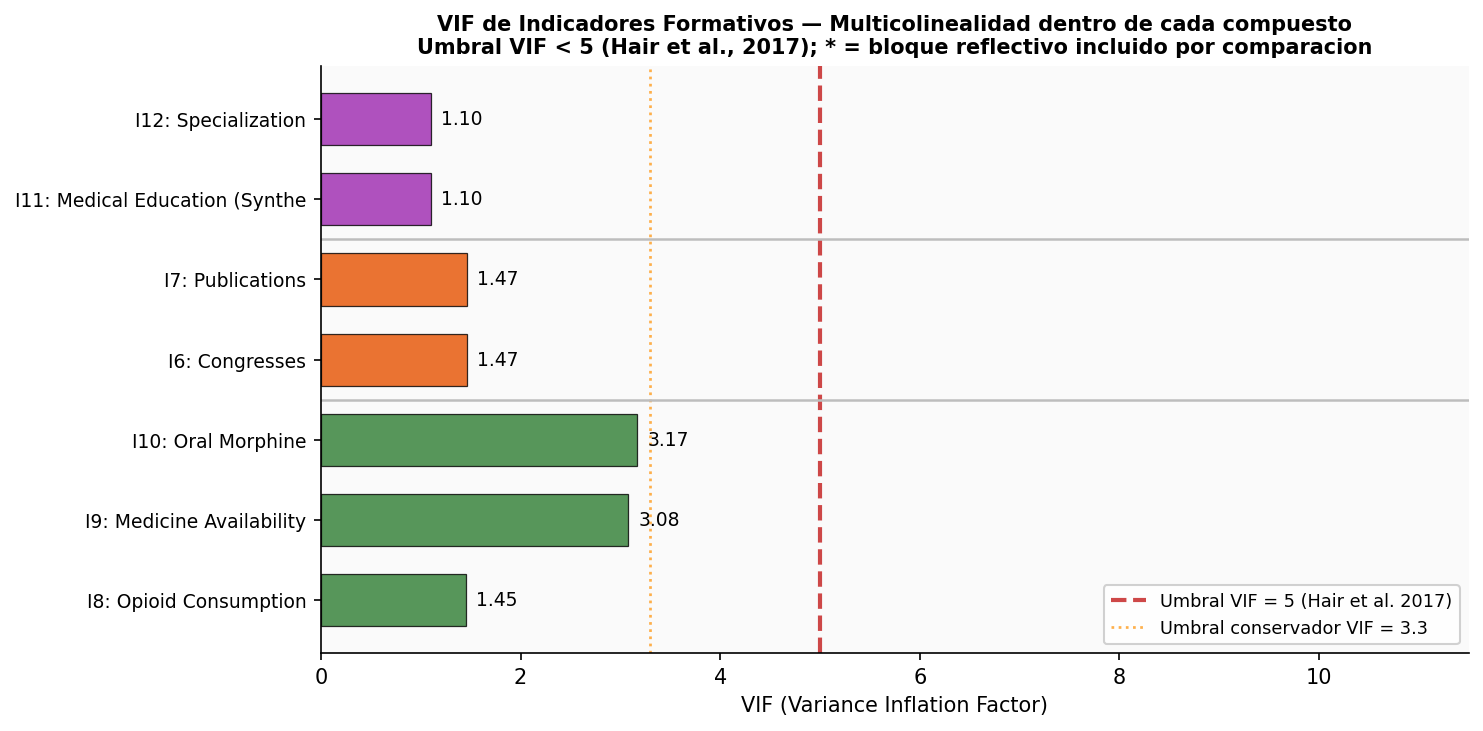 VIF de Indicadores Formativos — Multicolinealidad dentro de cada compuesto
Umbral VIF < 5 (Hair et al., 2017); * = bloque reflectivo incluido por comparacion
I12: Specialization
1.10
I11: Medical Education (Synthe
1.10
I7: Publications
1.47
I6: Congresses
1.47
I10: Oral Morphine
3.17
I9: Medicine Availability
3.08
I8: Opioid Consumption
1.45
Umbral VIF = 5 (Hair et al. 2017)
Umbral conservador VIF = 3.3
0 2 4 6 8 10
VIF (Variance Inflation Factor)